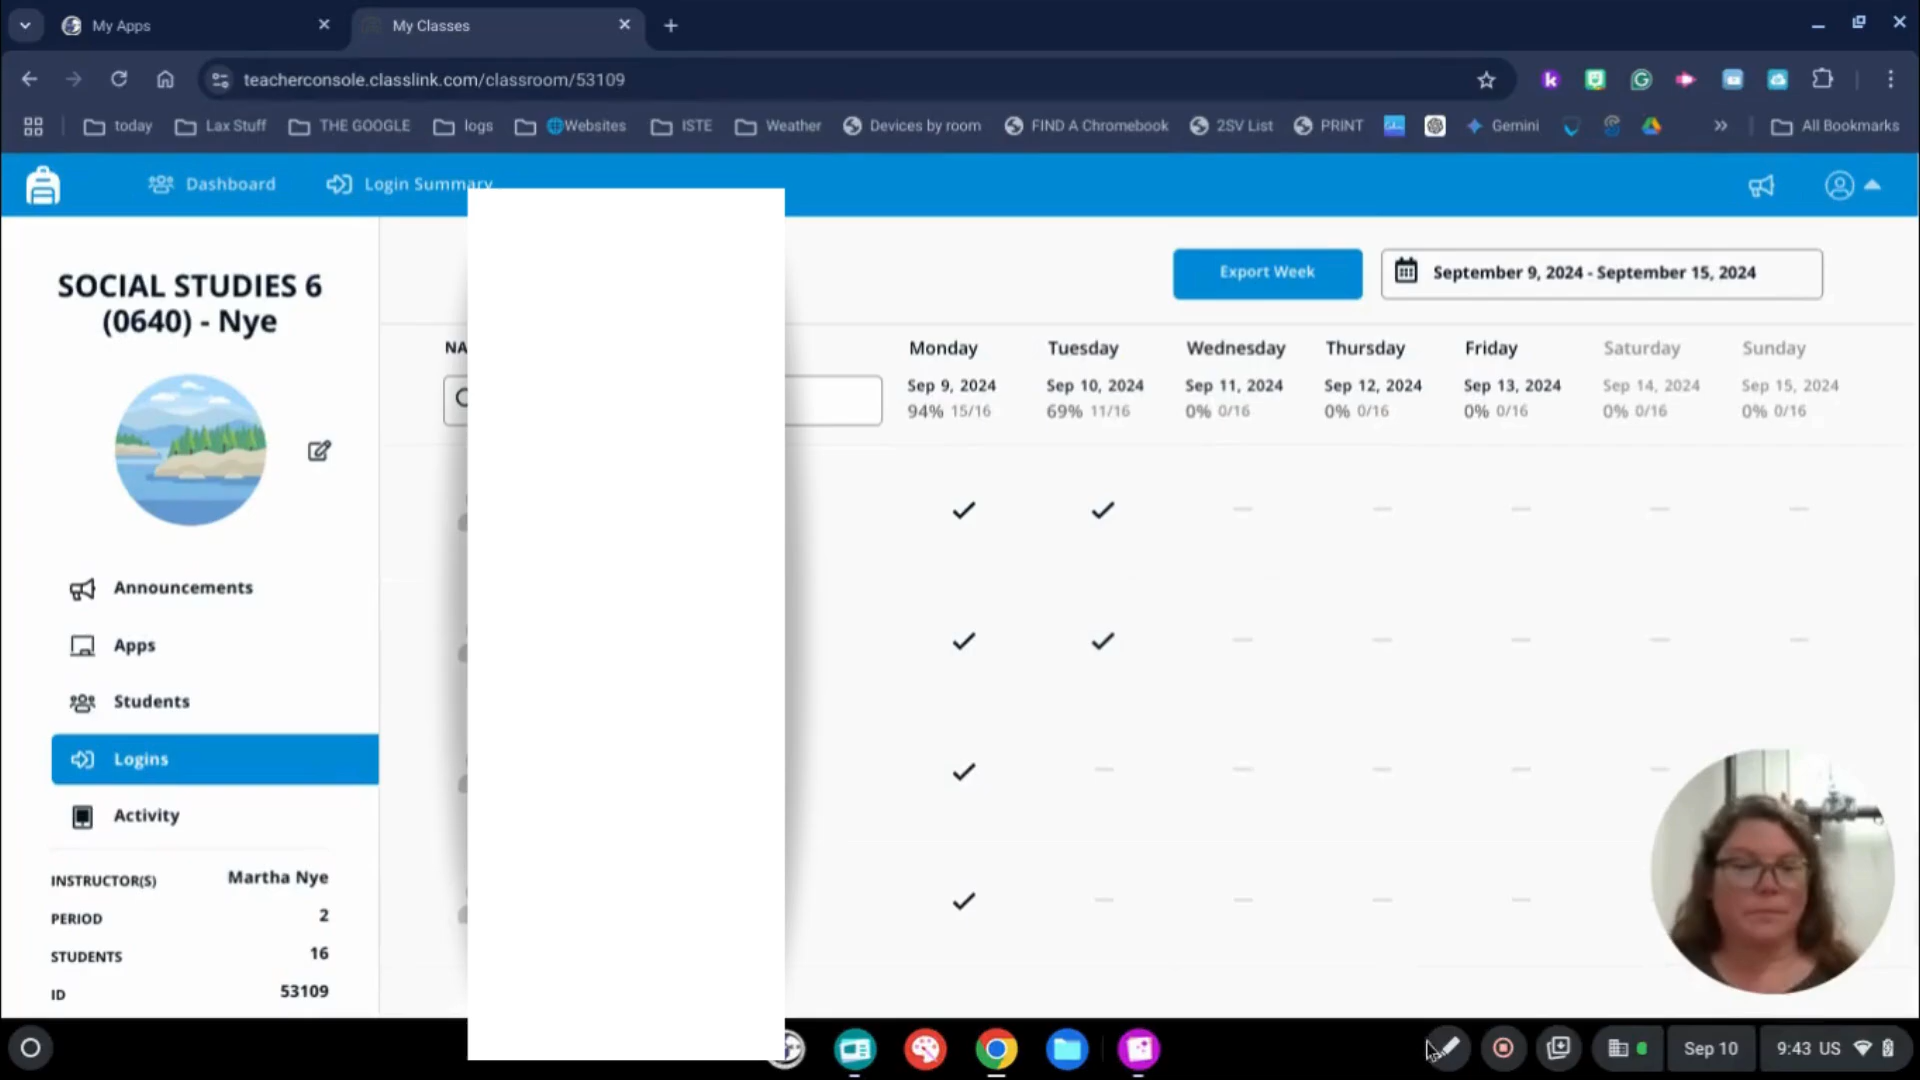 My Apps
My Classes
teacherconsole.classlink.com/classroom/53109
today
Lax Stuff
THE GOOGLE
logs
Websites
ISTE
Weather
Devices by room
FIND A Chromebook
2SV List
PRINT
Gemini
All Bookmarks
Dashboard
Login Summary
SOCIAL STUDIES 6
(0640) - Nye
Announcements
Apps
Students
Logins
Activity
INSTRUCTOR(S) Martha Nye
PERIOD 2
STUDENTS 16
ID 53109
Export Week
September 9, 2024 - September 15, 2024
NA
Monday Tuesday Wednesday Thursday Friday Saturday Sunday
Sep 9, 2024 Sep 10, 2024 Sep 11, 2024 Sep 12, 2024 Sep 13, 2024 Sep 14, 2024 Sep 15, 2024
94% 15/16 69% 11/16 0% 0/16 0% 0/16 0% 0/16 0% 0/16 0% 0/16
Sep 10
9:43 US